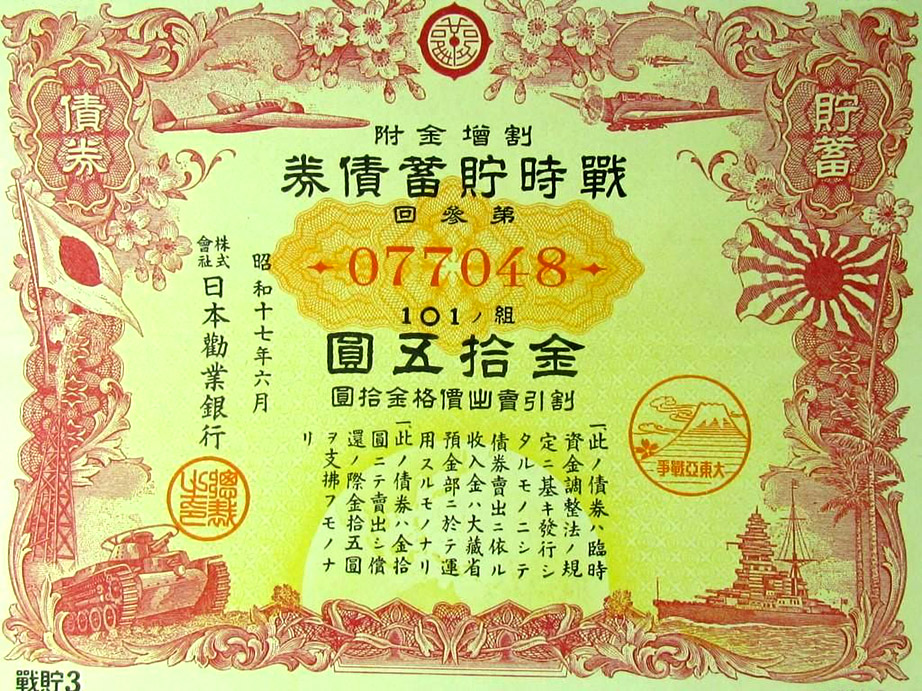 貯蓄
債券
割增金附
戰時貯蓄債券
第參回
077048
101ノ組
金拾五圓
割引賣出價格金拾圓
一此ノ債券ハ臨時
資金調整法ノ規
定ニ基キ發行シ
タルモノニシテ
債券賣出ニ依ル
收入金ハ大藏省
預金部ニ於テ運
用スルモノナリ
一此ノ債券ハ金拾
圓ニテ賣出シ償
還ノ際金拾五圓
ヲ支拂フモノナ
リ
昭和十七年六月
株式會社日本勸業銀行
總裁之印
大東亞戰爭
戰貯3